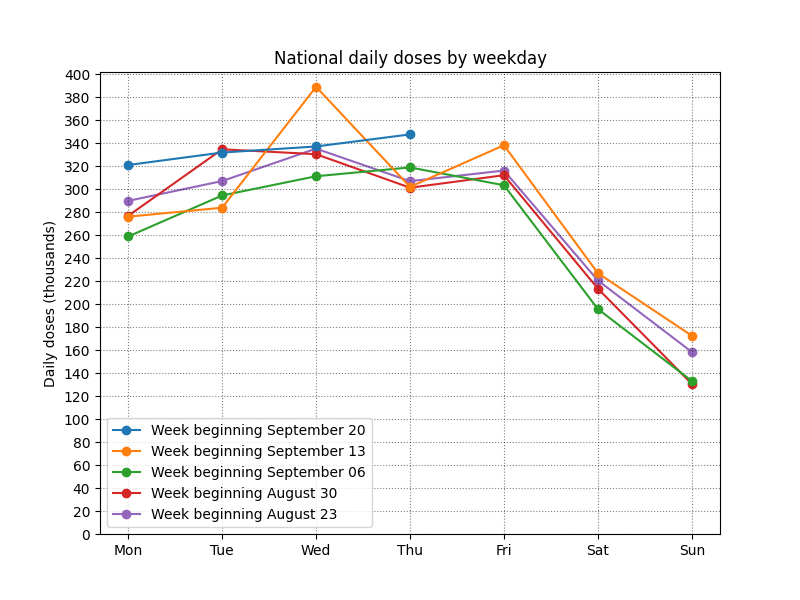 National daily doses by weekday
Daily doses (thousands)
400
380
360
340
320
300
280
260
240
220
200
180
160
140
120
100
80
60
40
20
0
Week beginning September 20
Week beginning September 13
Week beginning September 06
Week beginning August 30
Week beginning August 23
Mon Tue Wed Thu Fri Sat Sun